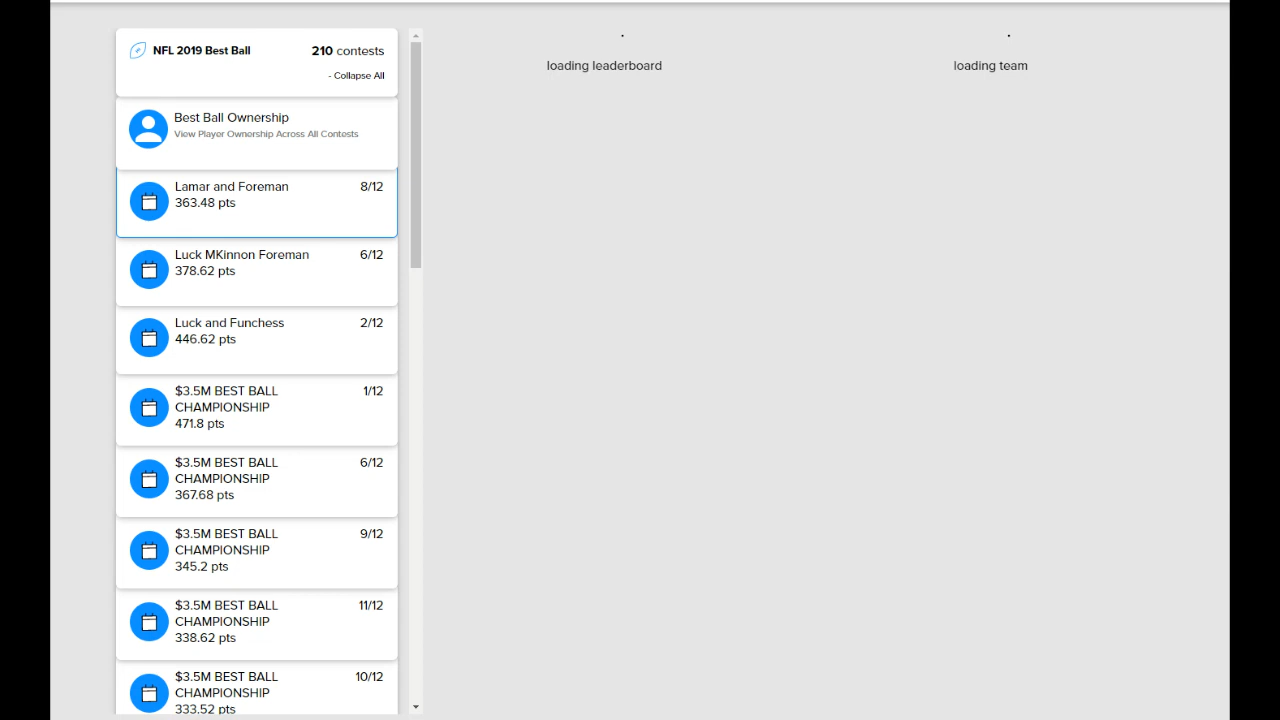 NFL 2019 Best Ball
210 contests
- Collapse All
Best Ball Ownership
View Player Ownership Across All Contests
Lamar and Foreman
8/12
363.48 pts
Luck MKinnon Foreman
6/12
378.62 pts
Luck and Funchess
2/12
446.62 pts
$3.5M BEST BALL
1/12
CHAMPIONSHIP
471.8 pts
$3.5M BEST BALL
6/12
CHAMPIONSHIP
367.68 pts
$3.5M BEST BALL
9/12
CHAMPIONSHIP
345.2 pts
$3.5M BEST BALL
11/12
CHAMPIONSHIP
338.62 pts
$3.5M BEST BALL
10/12
CHAMPIONSHIP
333.52 pts
loading leaderboard
loading team